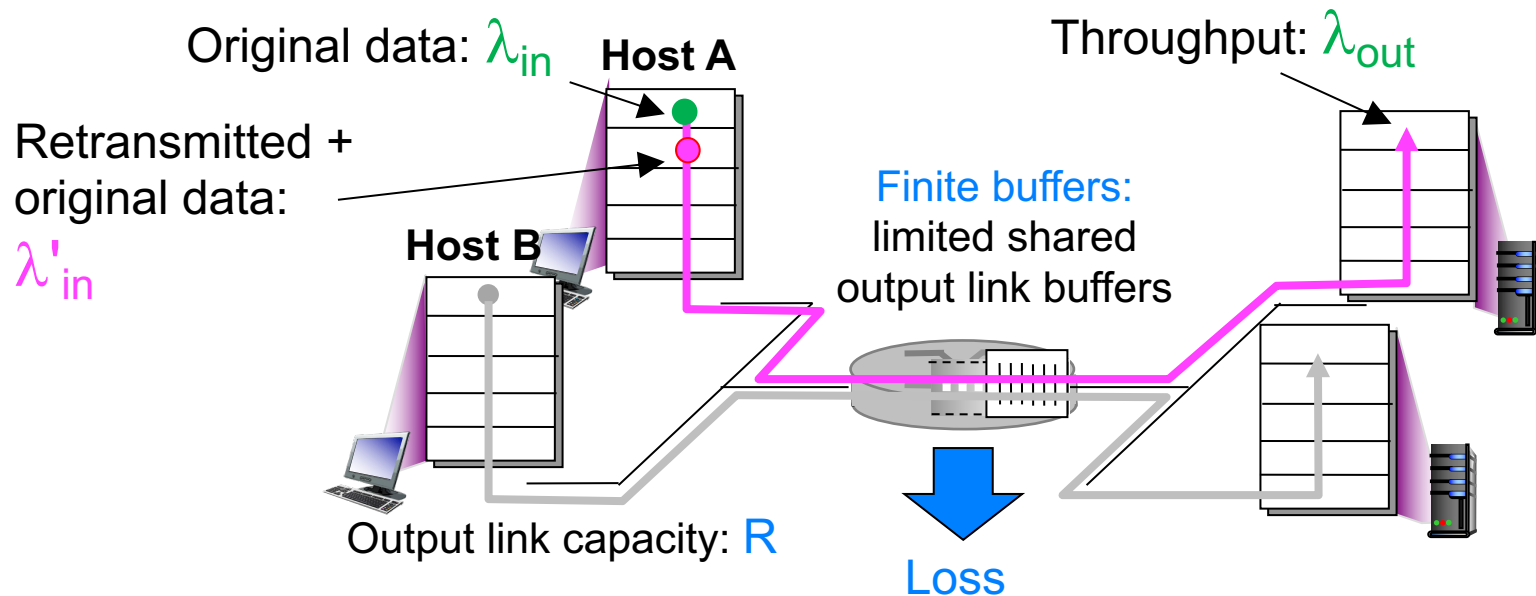 Original data: λin
Host A
Throughput: λout
Retransmitted +
original data:
λ'in
Finite buffers:
limited shared
output link buffers
Host B
Output link capacity: R
Loss